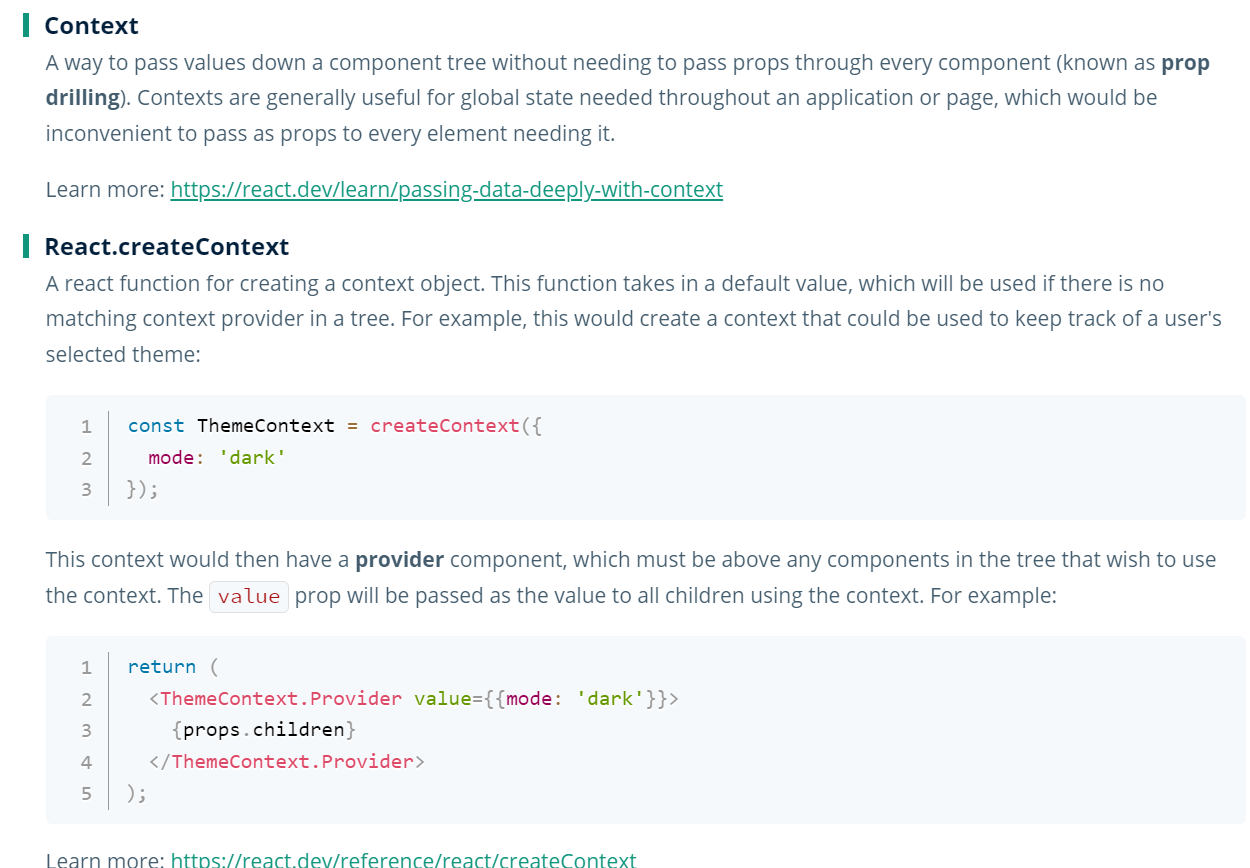 Context
A way to pass values down a component tree without needing to pass props through every component (known as prop
drilling). Contexts are generally useful for global state needed throughout an application or page, which would be
inconvenient to pass as props to every element needing it.
Learn more: https://react.dev/learn/passing-data-deeply-with-context
React.createContext
A react function for creating a context object. This function takes in a default value, which will be used if there is no
matching context provider in a tree. For example, this would create a context that could be used to keep track of a user's
selected theme:
1 const ThemeContext = createContext({
2   mode: 'dark'
3 });
This context would then have a provider component, which must be above any components in the tree that wish to use
the context. The value prop will be passed as the value to all children using the context. For example:
1 return (
2   <ThemeContext.Provider value={{mode: 'dark'}}>
3     {props.children}
4   </ThemeContext.Provider>
5 );
Learn more: https://react.dev/reference/react/createContext